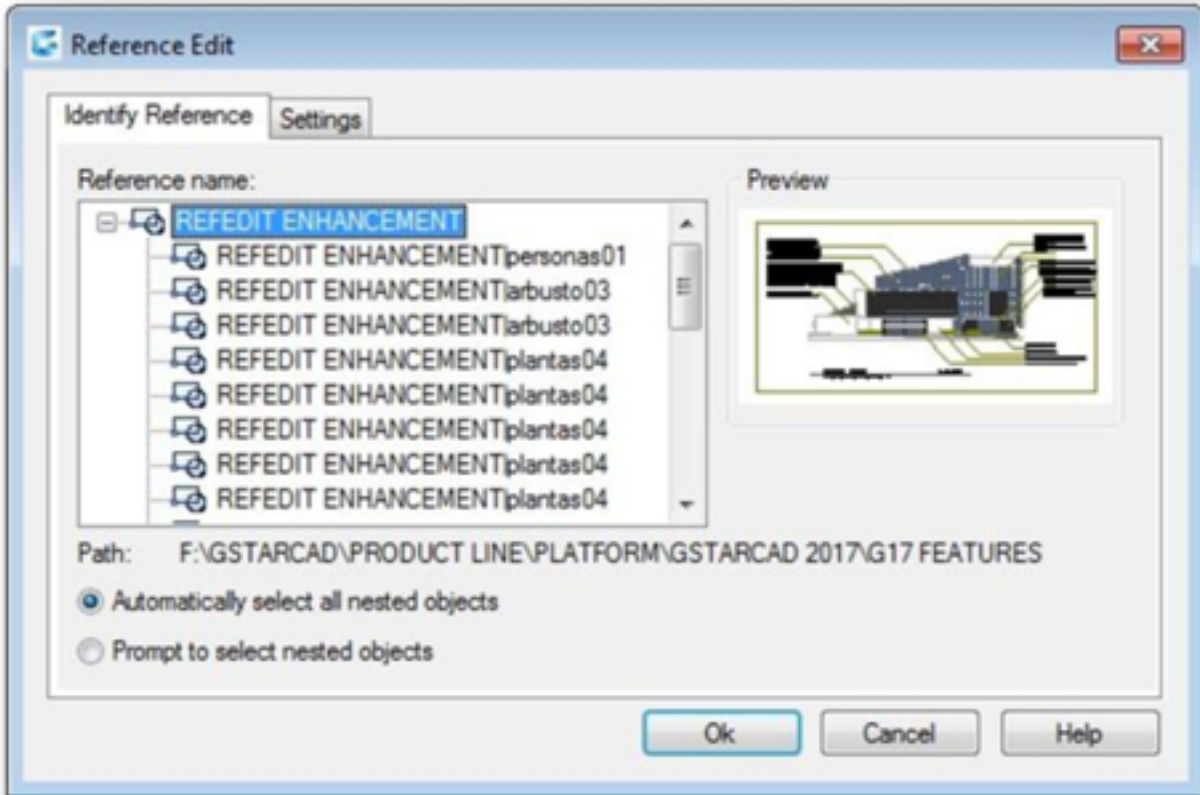 Reference Edit
Identify Reference
Settings
Reference name:
Preview
REFEDIT ENHANCEMENT
REFEDIT ENHANCEMENT|personas01
REFEDIT ENHANCEMENT|arbusto03
REFEDIT ENHANCEMENT|arbusto03
REFEDIT ENHANCEMENT|plantas04
REFEDIT ENHANCEMENT|plantas04
REFEDIT ENHANCEMENT|plantas04
REFEDIT ENHANCEMENT|plantas04
REFEDIT ENHANCEMENT|plantas04
Path: F:\GSTARCAD\PRODUCT LINE\PLATFORM\GSTARCAD 2017\G17 FEATURES
Automatically select all nested objects
Prompt to select nested objects
Ok Cancel Help